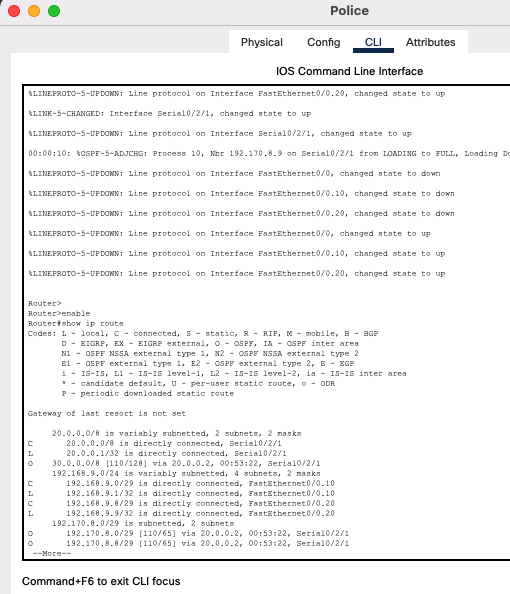 Police
Physical Config CLI Attributes
IOS Command Line Interface
%LINEPROTO-5-UPDOWN: Line protocol on Interface FastEthernet0/0.20, changed state to up
%LINK-5-CHANGED: Interface Serial0/2/1, changed state to up
%LINEPROTO-5-UPDOWN: Line protocol on Interface Serial0/2/1, changed state to up
00:00:10: %OSPF-5-ADJCHG: Process 10, Nbr 192.170.8.9 on Serial0/2/1 from LOADING to FULL, Loading Do
%LINEPROTO-5-UPDOWN: Line protocol on Interface FastEthernet0/0, changed state to down
%LINEPROTO-5-UPDOWN: Line protocol on Interface FastEthernet0/0.10, changed state to down
%LINEPROTO-5-UPDOWN: Line protocol on Interface FastEthernet0/0.20, changed state to down
%LINEPROTO-5-UPDOWN: Line protocol on Interface FastEthernet0/0, changed state to up
%LINEPROTO-5-UPDOWN: Line protocol on Interface FastEthernet0/0.10, changed state to up
%LINEPROTO-5-UPDOWN: Line protocol on Interface FastEthernet0/0.20, changed state to up
Router>
Router>enable
Router#show ip route
Codes: L - local, C - connected, S - static, R - RIP, M - mobile, B - BGP
D - EIGRP, EX - EIGRP external, O - OSPF, IA - OSPF inter area
N1 - OSPF NSSA external type 1, N2 - OSPF NSSA external type 2
E1 - OSPF external type 1, E2 - OSPF external type 2, E - EGP
i - IS-IS, L1 - IS-IS level-1, L2 - IS-IS level-2, ia - IS-IS inter area
* - candidate default, U - per-user static route, o - ODR
P - periodic downloaded static route
Gateway of last resort is not set
20.0.0.0/8 is variably subnetted, 2 subnets, 2 masks
C 20.0.0.0/8 is directly connected, Serial0/2/1
L 20.0.0.1/32 is directly connected, Serial0/2/1
O 30.0.0.0/8 [110/128] via 20.0.0.2, 00:53:22, Serial0/2/1
192.168.9.0/24 is variably subnetted, 4 subnets, 2 masks
C 192.168.9.0/29 is directly connected, FastEthernet0/0.10
L 192.168.9.1/32 is directly connected, FastEthernet0/0.10
C 192.168.9.8/29 is directly connected, FastEthernet0/0.20
L 192.168.9.9/32 is directly connected, FastEthernet0/0.20
192.170.8.0/29 is subnetted, 2 subnets
O 192.170.8.0/29 [110/65] via 20.0.0.2, 00:53:22, Serial0/2/1
O 192.170.8.8/29 [110/65] via 20.0.0.2, 00:53:22, Serial0/2/1
--More--
Command+F6 to exit CLI focus